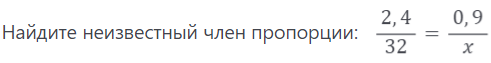 Найдите неизвестный член пропорции: 2,4/32 = 0,9/x